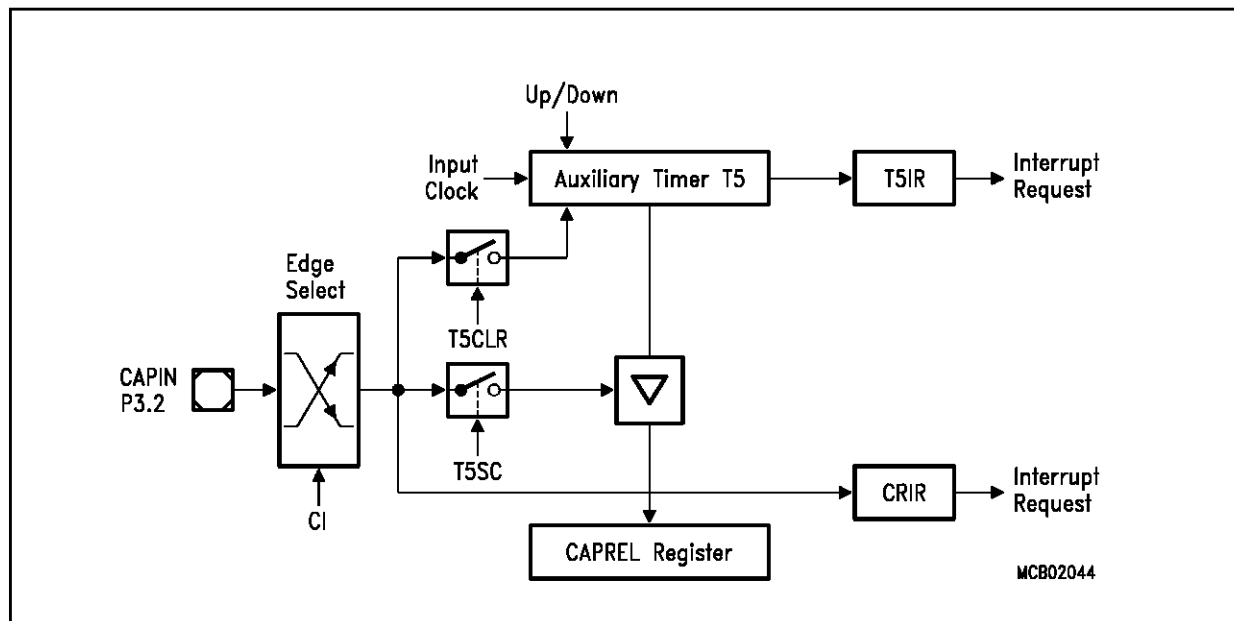 Up/Down
Input
Clock
Auxiliary Timer T5
T5IR
Interrupt
Request
Edge
Select
T5CLR
CAPIN
P3.2
T5SC
CI
CRIR
Interrupt
Request
CAPREL Register
MCB02044